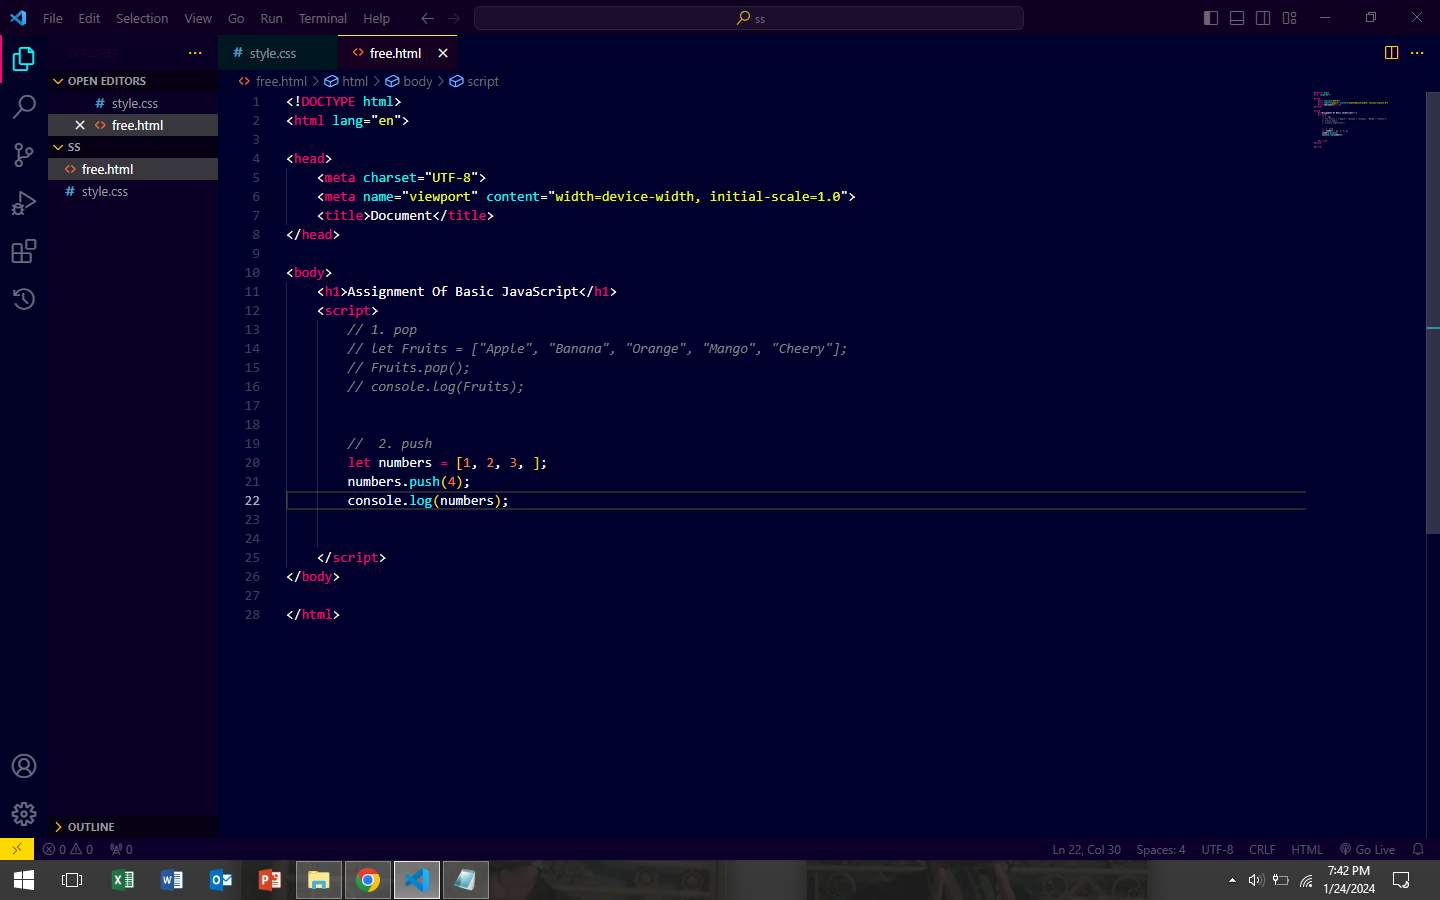 File Edit Selection View Go Run Terminal Help
ss
EXPLORER
# style.css
free.html
OPEN EDITORS
# style.css
free.html
SS
free.html
# style.css
free.html > html > body > script
1 <!DOCTYPE html>
2 <html lang="en">
3
4 <head>
5 <meta charset="UTF-8">
6 <meta name="viewport" content="width=device-width, initial-scale=1.0">
7 <title>Document</title>
8 </head>
9
10 <body>
11 <h1>Assignment Of Basic JavaScript</h1>
12 <script>
13 // 1. pop
14 // let Fruits = ["Apple", "Banana", "Orange", "Mango", "Cheery"];
15 // Fruits.pop();
16 // console.log(Fruits);
17
18
19 //  2. push
20 let numbers = [1, 2, 3, ];
21 numbers.push(4);
22 console.log(numbers);
23
24
25 </script>
26 </body>
27
28 </html>
OUTLINE
0 0 0
Ln 22, Col 30 Spaces: 4 UTF-8 CRLF HTML Go Live
7:42 PM
1/24/2024